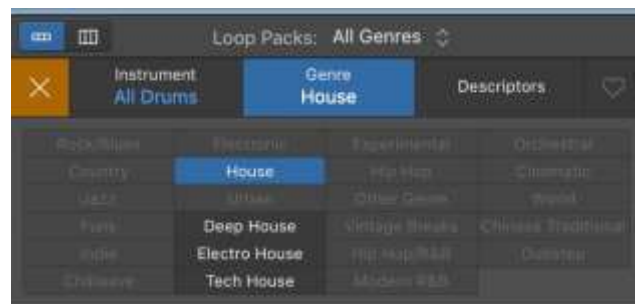 Loop Packs: All Genres
Instrument Genre
All Drums House Descriptors
Rock/Blues Electronic Experimental Orchestral
Country House Hip Hop Cinematic
Jazz Urban Other Genre World
Funk Deep House Vintage Breaks Chinese Traditional
Indie Electro House Hip Hop/R&B Dubstep
Chillwave Tech House Modern R&B